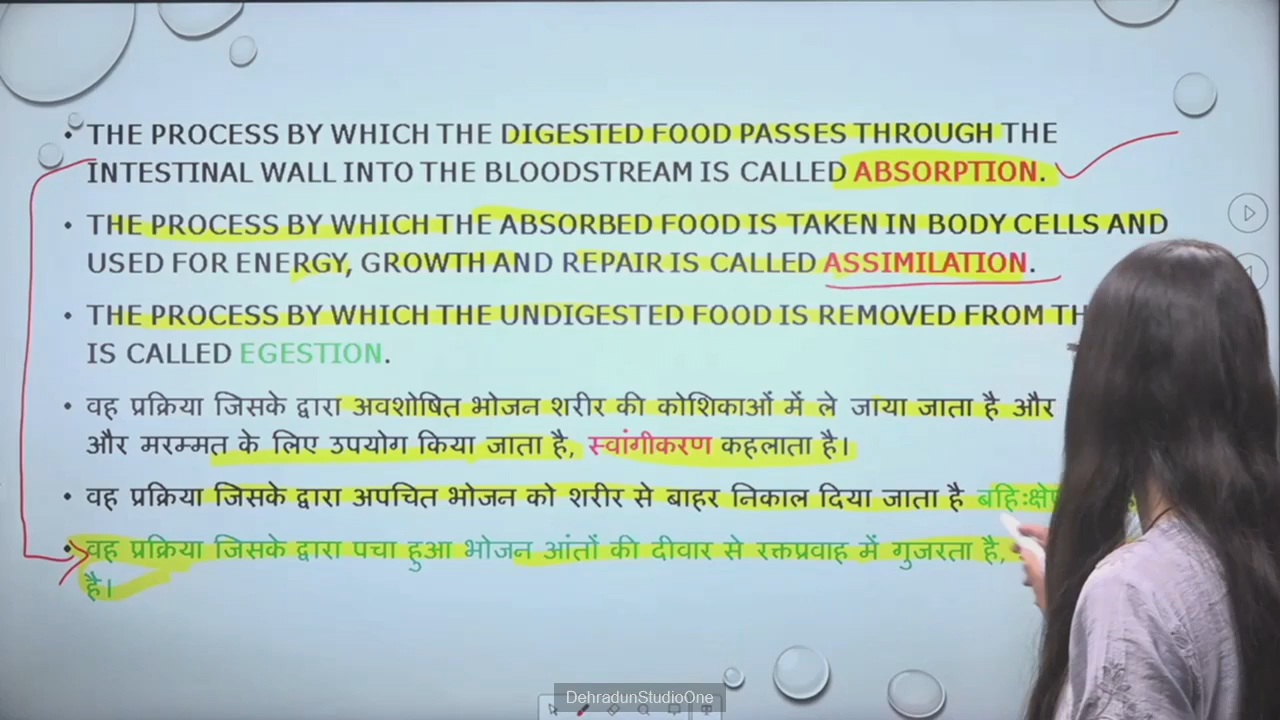 • THE PROCESS BY WHICH THE DIGESTED FOOD PASSES THROUGH THE
INTESTINAL WALL INTO THE BLOODSTREAM IS CALLED ABSORPTION.
• THE PROCESS BY WHICH THE ABSORBED FOOD IS TAKEN IN BODY CELLS AND
USED FOR ENERGY, GROWTH AND REPAIR IS CALLED ASSIMILATION.
• THE PROCESS BY WHICH THE UNDIGESTED FOOD IS REMOVED FROM
IS CALLED EGESTION.
• वह प्रक्रिया जिसके द्वारा अवशोषित भोजन शरीर की कोशिकाओं में ले जाया जाता है और
और मरम्मत के लिए उपयोग किया जाता है, स्वांगीकरण कहलाता है।
• वह प्रक्रिया जिसके द्वारा अपचित भोजन को शरीर से बाहर निकाल दिया जाता है
• वह प्रक्रिया जिसके द्वारा पचा हुआ भोजन आंतों की दीवार से रक्तप्रवाह में गुजरता है,
है।
DehradunStudioOne